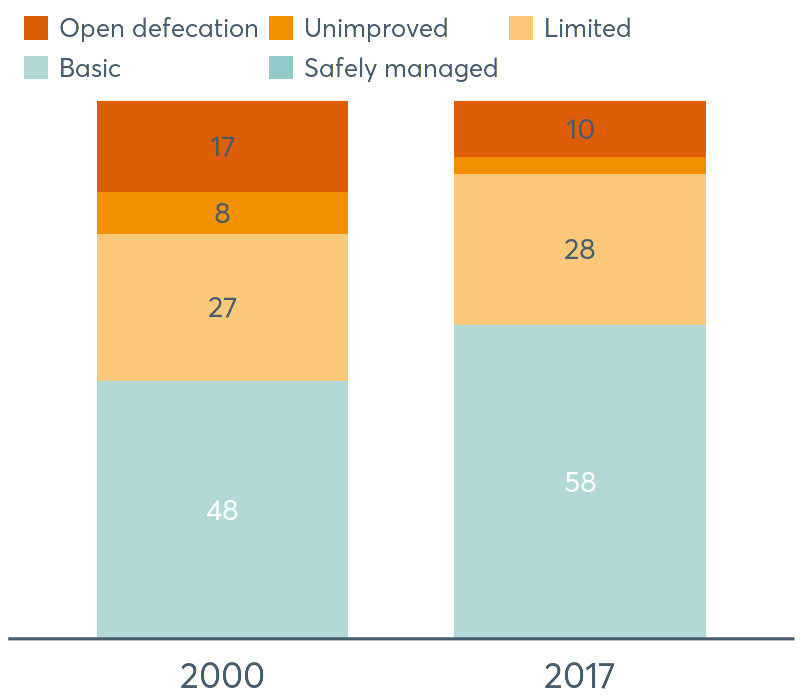 Open defecation Unimproved Limited
Basic Safely managed
17 10
8
27 28
48 58
2000 2017